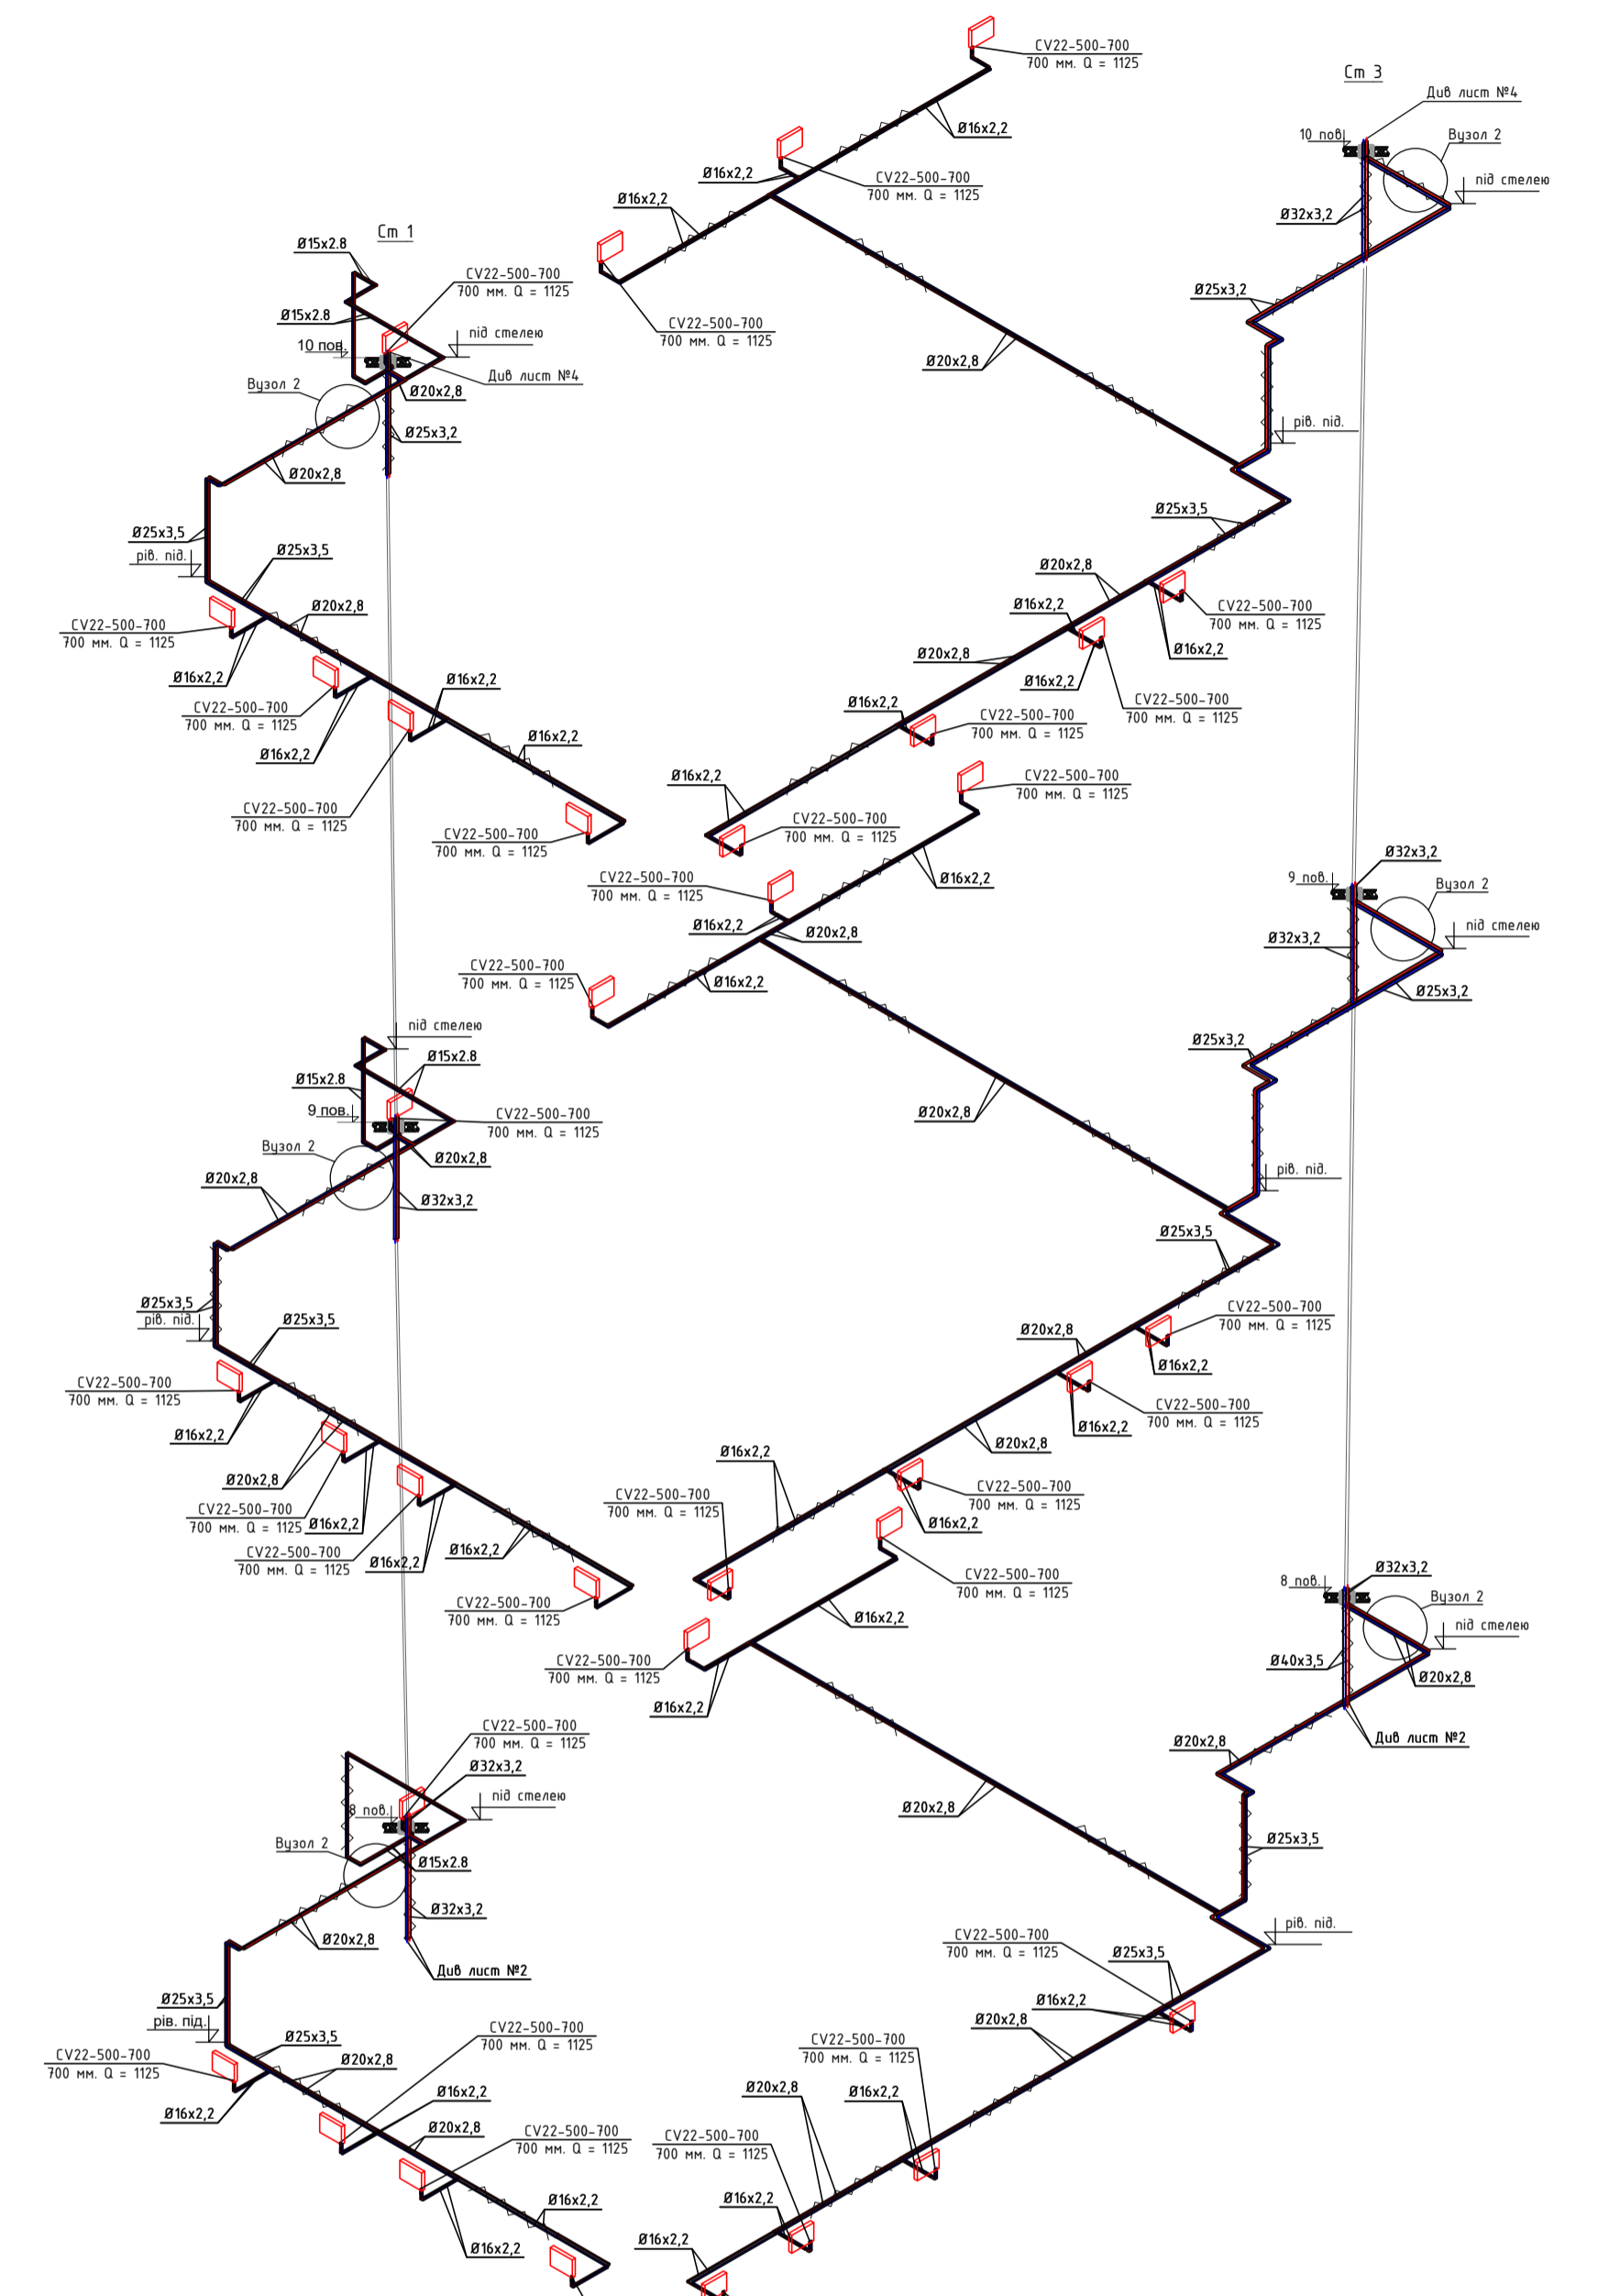 CV22-500-700
700 мм. Q = 1125
Ст 3
Див лист №4
Ø16x2,2
10 пов.
Вузол 2
CV22-500-700
700 мм. Q = 1125
Ø16x2,2
під стелею
Ø16x2,2
Ø32x3,2
Ст 1
Ø15x2.8
CV22-500-700
700 мм. Q = 1125
Ø25x3,2
Ø15x2.8
CV22-500-700
700 мм. Q = 1125
під стелею
10 пов.
Ø20x2,8
Див лист №4
Вузол 2
Ø20x2,8
рів. під.
Ø25x3,2
Ø20x2,8
Ø25x3,5
Ø25x3,5
рів. під.
Ø25x3,5
Ø20x2,8
Ø20x2,8
Ø16x2,2
CV22-500-700
700 мм. Q = 1125
CV22-500-700
700 мм. Q = 1125
Ø20x2,8
Ø16x2,2
Ø16x2,2
Ø16x2,2
Ø16x2,2
CV22-500-700
700 мм. Q = 1125
Ø16x2,2
CV22-500-700
700 мм. Q = 1125
CV22-500-700
700 мм. Q = 1125
Ø16x2,2
Ø16x2,2
Ø16x2,2
CV22-500-700
700 мм. Q = 1125
CV22-500-700
700 мм. Q = 1125
CV22-500-700
700 мм. Q = 1125
CV22-500-700
700 мм. Q = 1125
Ø32x3,2
CV22-500-700
700 мм. Q = 1125
Ø16x2,2
9 пов.
Вузол 2
Ø16x2,2
Ø20x2,8
Ø32x3,2
під стелею
CV22-500-700
700 мм. Q = 1125
Ø16x2,2
Ø25x3,2
під стелею
Ø15x2.8
Ø25x3,2
Ø15x2.8
9 пов.
CV22-500-700
700 мм. Q = 1125
Ø20x2,8
Вузол 2
Ø20x2,8
Ø20x2,8
рів. під.
Ø32x3,2
Ø25x3,5
Ø25x3,5
рів. під.
Ø25x3,5
CV22-500-700
700 мм. Q = 1125
Ø20x2,8
Ø16x2,2
CV22-500-700
700 мм. Q = 1125
CV22-500-700
700 мм. Q = 1125
Ø16x2,2
Ø16x2,2
Ø20x2,8
Ø16x2,2
Ø20x2,8
CV22-500-700
700 мм. Q = 1125
CV22-500-700
700 мм. Q = 1125
CV22-500-700
700 мм. Q = 1125
Ø16x2,2
Ø16x2,2
CV22-500-700
700 мм. Q = 1125
Ø16x2,2
Ø16x2,2
CV22-500-700
700 мм. Q = 1125
Ø32x3,2
8 пов.
Вузол 2
CV22-500-700
700 мм. Q = 1125
Ø16x2,2
під стелею
CV22-500-700
700 мм. Q = 1125
Ø40x3,5
Ø20x2,8
Ø16x2,2
CV22-500-700
700 мм. Q = 1125
Ø20x2,8
Див лист №2
Ø32x3,2
під стелею
8 пов.
Ø20x2,8
Вузол 2
Ø25x3,5
Ø15x2.8
Ø32x3,2
рів. під.
Ø20x2,8
CV22-500-700
700 мм. Q = 1125
Ø25x3,5
Див лист №2
Ø25x3,5
Ø16x2,2
рів. під.
Ø20x2,8
Ø25x3,5
CV22-500-700
700 мм. Q = 1125
CV22-500-700
700 мм. Q = 1125
CV22-500-700
700 мм. Q = 1125
Ø20x2,8
Ø20x2,8
Ø16x2,2
Ø16x2,2
Ø16x2,2
Ø20x2,8
CV22-500-700
700 мм. Q = 1125
CV22-500-700
700 мм. Q = 1125
Ø16x2,2
Ø16x2,2
Ø16x2,2
Ø16x2,2